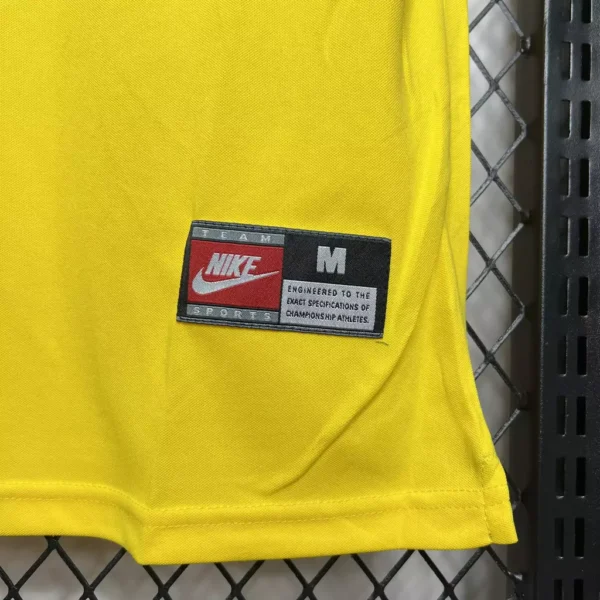 TEAM
NIKE
SPORTS
M
ENGINEERED TO THE
EXACT SPECIFICATIONS OF
CHAMPIONSHIP ATHLETES.